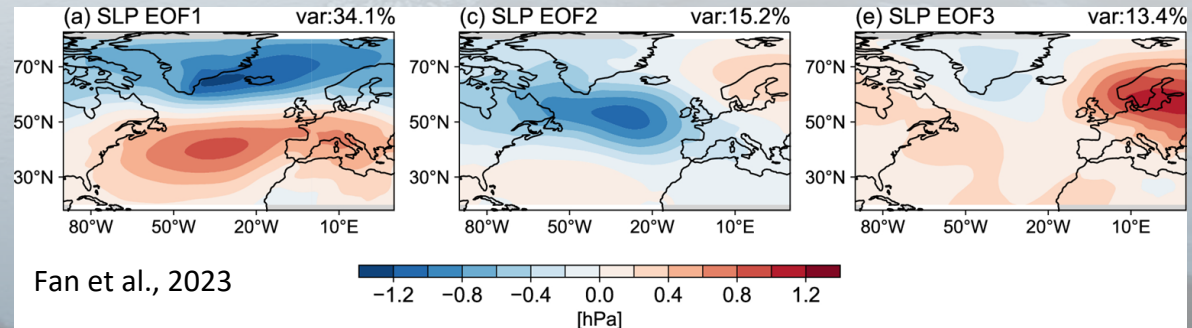 (a) SLP EOF1 var:34.1% (c) SLP EOF2 var:15.2% (e) SLP EOF3 var:13.4%
70°N 70°N 70°N
50°N 50°N 50°N
30°N 30°N 30°N
80°W 50°W 20°W 10°E 80°W 50°W 20°W 10°E 80°W 50°W 20°W 10°E
Fan et al., 2023
−1.2 −0.8 −0.4 0.0 0.4 0.8 1.2
[hPa]